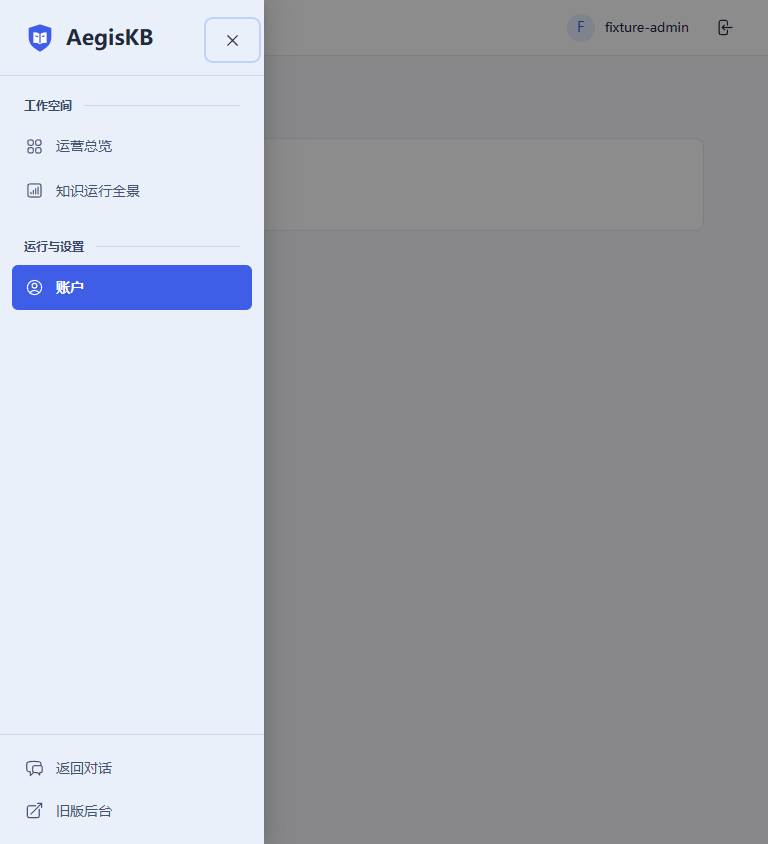 AegisKB
F fixture-admin
工作空间
运营总览
知识运行全景
运行与设置
账户
返回对话
旧版后台